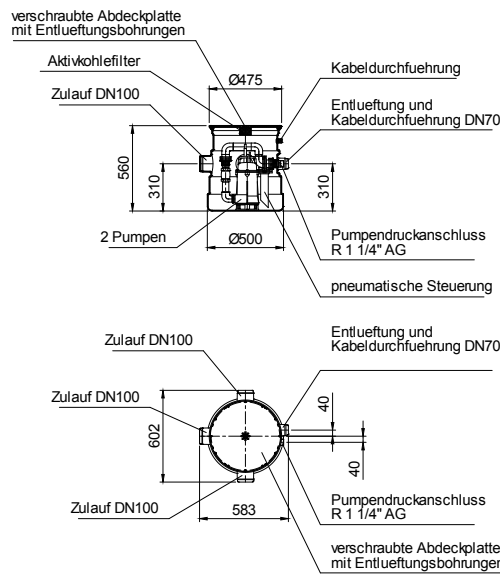 verschraubte Abdeckplatte
mit Entlueftungsbohrungen
Aktivkohlefilter
Zulauf DN100
Ø475
Kabeldurchfuehrung
Entlueftung und
Kabeldurchfuehrung DN70
560
310
310
2 Pumpen
Ø500
Pumpendruckanschluss
R 1 1/4" AG
pneumatische Steuerung
Zulauf DN100
Entlueftung und
Kabeldurchfuehrung DN70
Zulauf DN100
602
40
40
Zulauf DN100
583
Pumpendruckanschluss
R 1 1/4" AG
verschraubte Abdeckplatte
mit Entlueftungsbohrungen